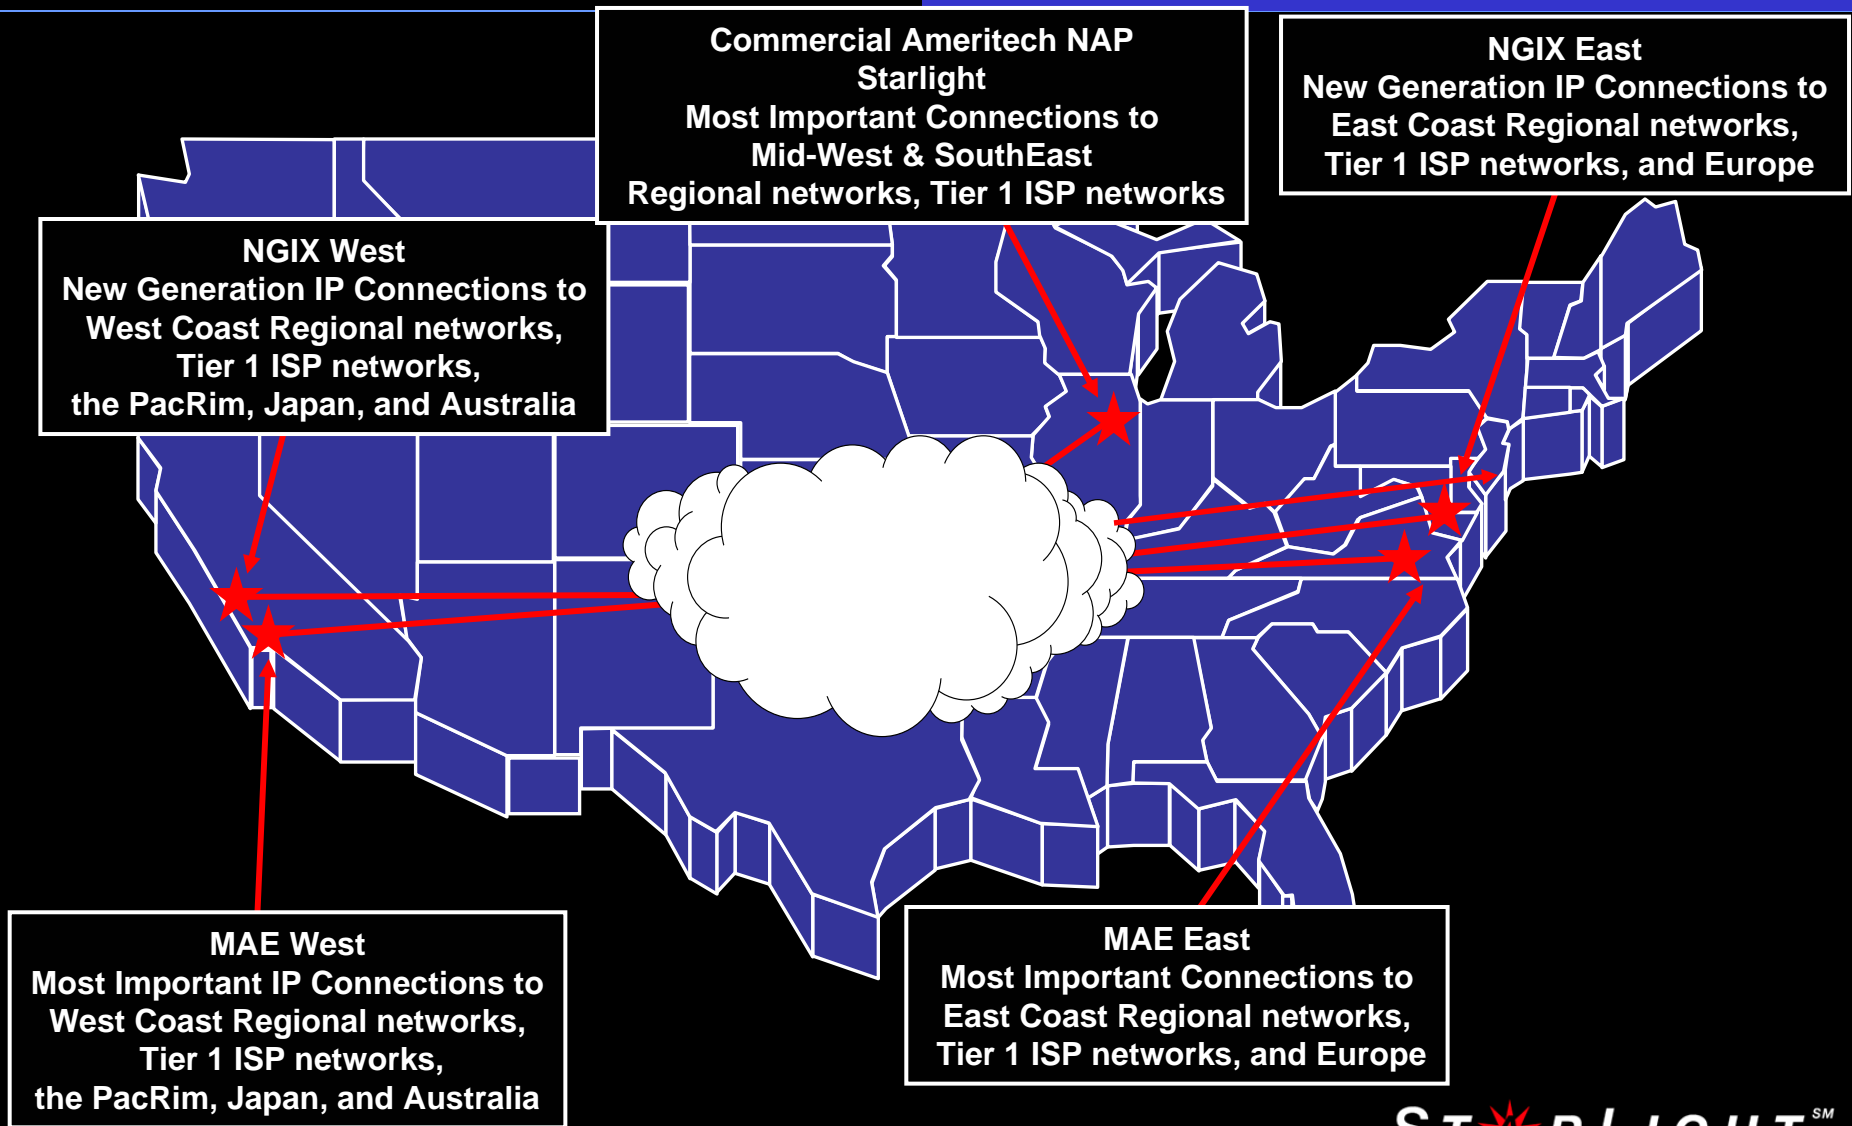 Commercial Ameritech NAP
Starlight
Most Important Connections to
Mid-West & SouthEast
Regional networks, Tier 1 ISP networks
NGIX East
New Generation IP Connections to
East Coast Regional networks,
Tier 1 ISP networks, and Europe
NGIX West
New Generation IP Connections to
West Coast Regional networks,
Tier 1 ISP networks,
the PacRim, Japan, and Australia
MAE West
Most Important IP Connections to
West Coast Regional networks,
Tier 1 ISP networks,
the PacRim, Japan, and Australia
MAE East
Most Important Connections to
East Coast Regional networks,
Tier 1 ISP networks, and Europe
STARLIGHT SM